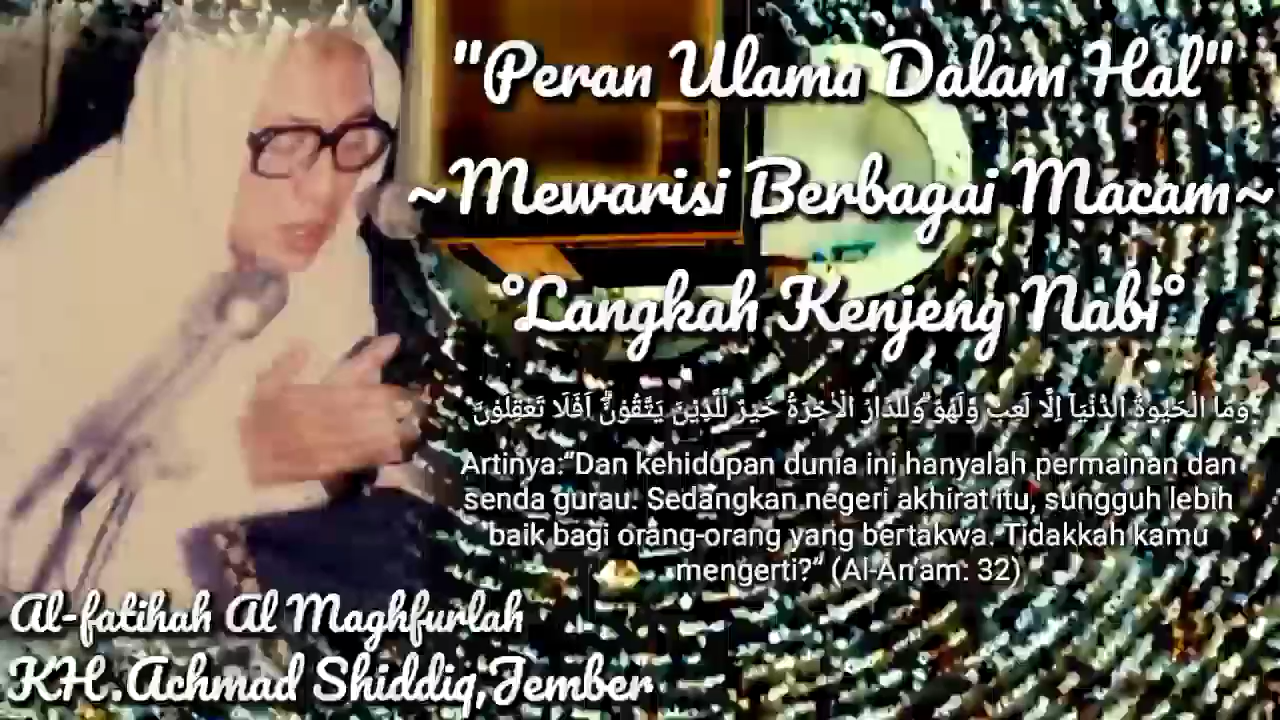 "Peran Ulama Dalam Hal"
~Mewarisi Berbagai Macam~
°Langkah Kenjeng Nabi°
وَمَا الْحَيٰوةُ الدُّنْيَآ اِلَّا لَعِبٌ وَّلَهْوٌ ۗوَلَلدَّارُ الْاٰخِرَةُ خَيْرٌ لِّلَّذِيْنَ يَتَّقُوْنَۗ اَفَلَا تَعْقِلُوْنَ
Artinya:“Dan kehidupan dunia ini hanyalah permainan dan
senda gurau. Sedangkan negeri akhirat itu, sungguh lebih
baik bagi orang-orang yang bertakwa. Tidakkah kamu
mengerti?” (Al-An’am: 32)
Al-fatihah Al Maghfurlah
KH.Achmad Shiddiq,Jember